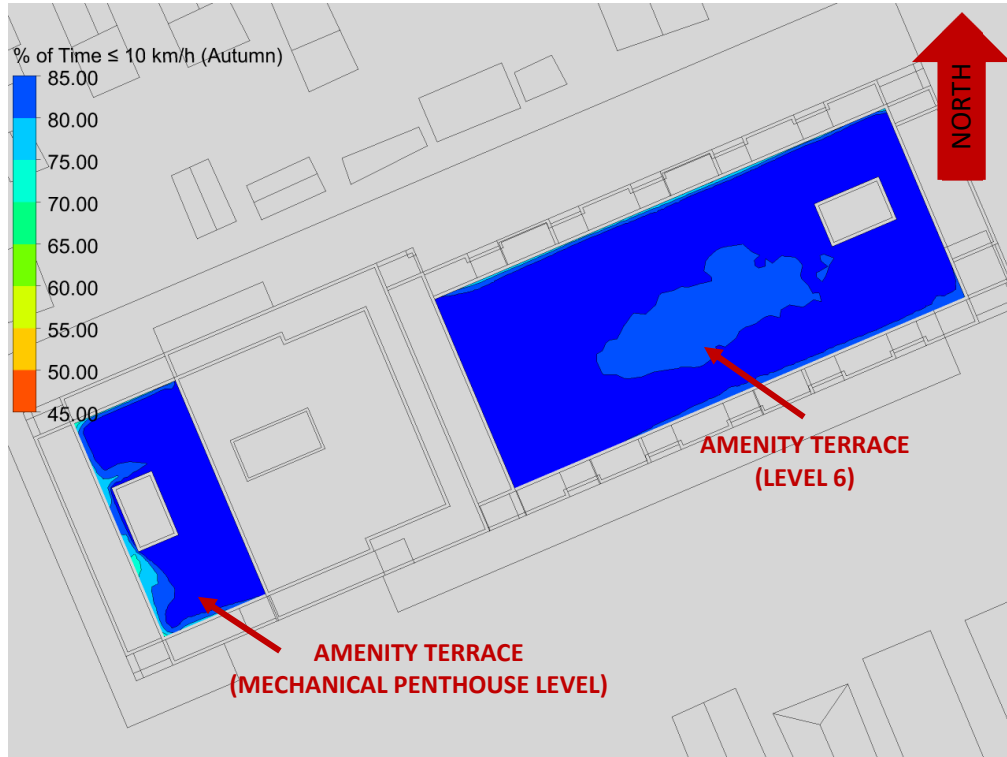 % of Time ≤ 10 km/h (Autumn)
85.00
80.00
75.00
70.00
65.00
60.00
55.00
50.00
45.00
NORTH
AMENITY TERRACE
(LEVEL 6)
AMENITY TERRACE
(MECHANICAL PENTHOUSE LEVEL)